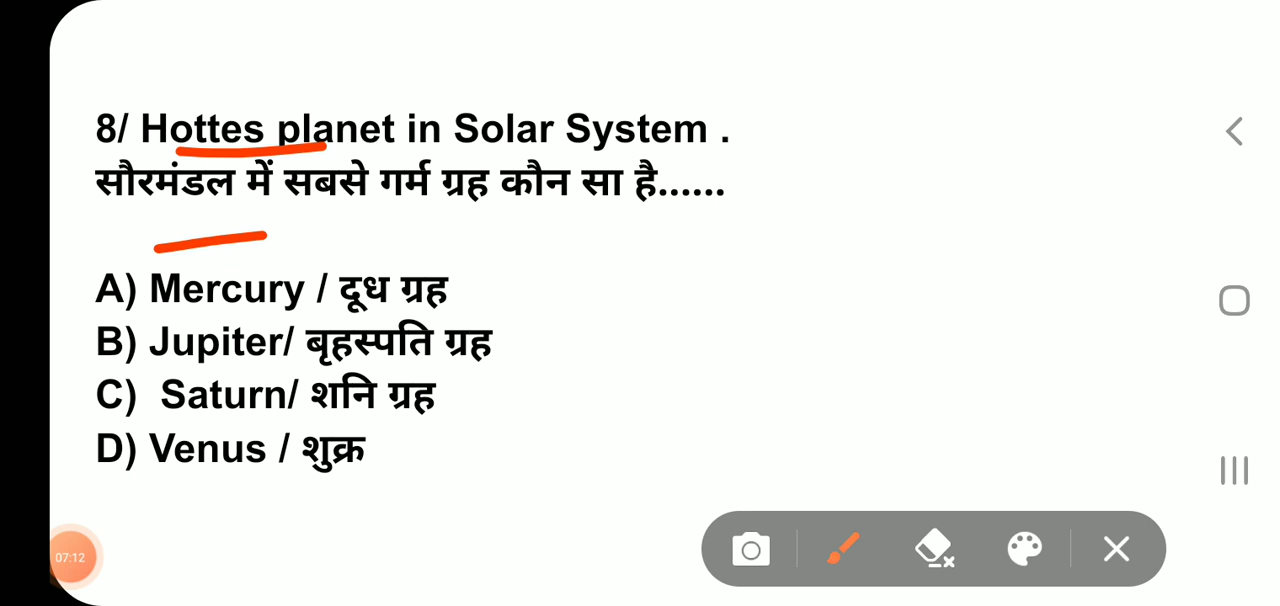 8/ Hottes planet in Solar System .
सौरमंडल में सबसे गर्म ग्रह कौन सा है......
A) Mercury / दूध ग्रह
B) Jupiter/ बृहस्पति ग्रह
C) Saturn/ शनि ग्रह
D) Venus / शुक्र
07:12